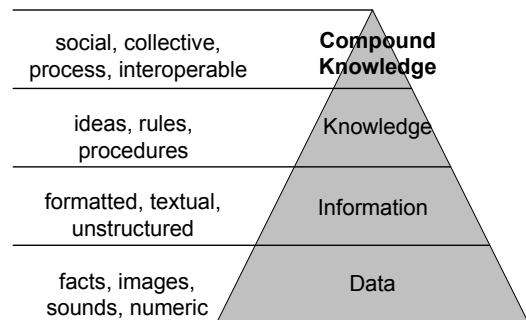 social, collective,
process, interoperable
Compound
Knowledge
ideas, rules,
procedures
Knowledge
formatted, textual,
unstructured
Information
facts, images,
sounds, numeric
Data